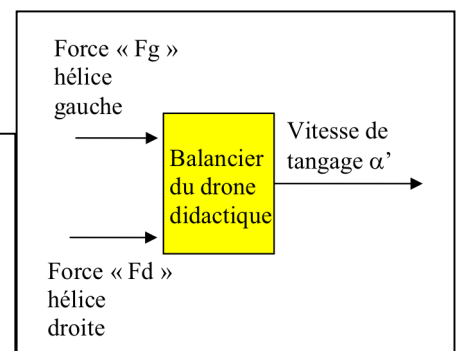 Force « Fg »
hélice
gauche
Balancier
du drone
didactique
Vitesse de
tangage α’
Force « Fd »
hélice
droite